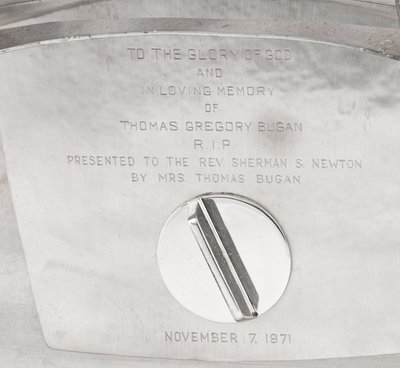 TO THE GLORY OF GOD
AND
IN LOVING MEMORY
OF
THOMAS GREGORY BUGAN
R.I.P.
PRESENTED TO THE REV. SHERMAN S. NEWTON
BY MRS. THOMAS BUGAN
NOVEMBER 7, 1971